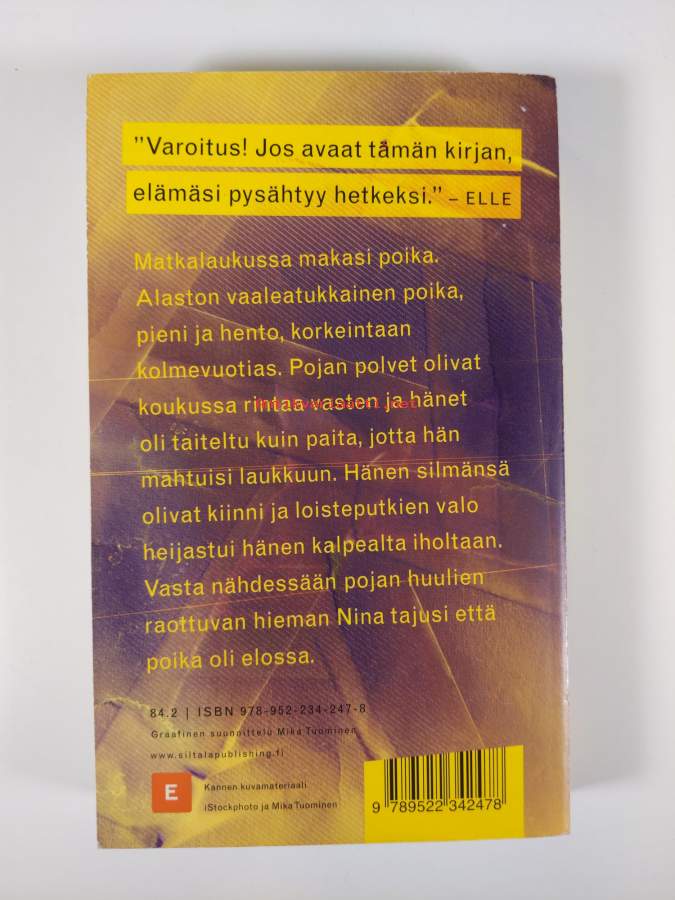 "Varoitus! Jos avaat tämän kirjan,
elämäsi pysähtyy hetkeksi." – ELLE
Matkalaukussa makasi poika.
Alaston vaaleatukkainen poika,
pieni ja hento, korkeintaan
kolmevuotias. Pojan polvet olivat
koukussa rintaa vasten ja hänet
oli taiteltu kuin paita, jotta hän
mahtuisi laukkuun. Hänen silmänsä
olivat kiinni ja loisteputkien valo
heijastui hänen kalpealta iholtaan.
Vasta nähdessään pojan huulien
raottuvan hieman Nina tajusi että
poika oli elossa.
84.2 | ISBN 978-952-234-247-8
Graafinen suunnittelu Mika Tuominen
www.siltalapublishing.fi
E
Kannen kuvamateriaali
iStockphoto ja Mika Tuominen
9 789522 342478